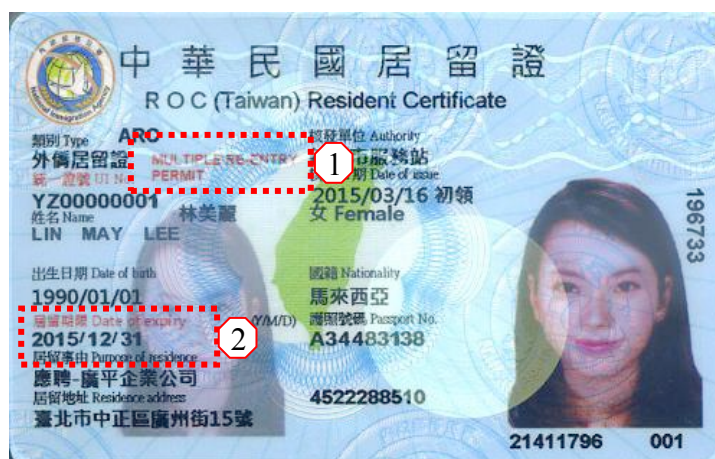 中華民國居留證
ROC (Taiwan) Resident Certificate
類別 Type ARC
核發單位 Authority
外僑居留證
MULTIPLE RE-ENTRY
PERMIT
1
市服務站
統一證號 UI No
期 Date of issue
YZ00000001
2015/03/16 初領
姓名 Name
林美麗
女 Female
LIN MAY LEE
196733
出生日期 Date of birth
國籍 Nationality
1990/01/01
馬來西亞
居留期限 Date of expiry
(Y/M/D)
2
護照號碼 Passport No.
2015/12/31
A34483138
居留事由 Purpose of residence
應聘-廣平企業公司
居留地址 Residence address
4522288510
臺北市中正區廣州街15號
21411796 001